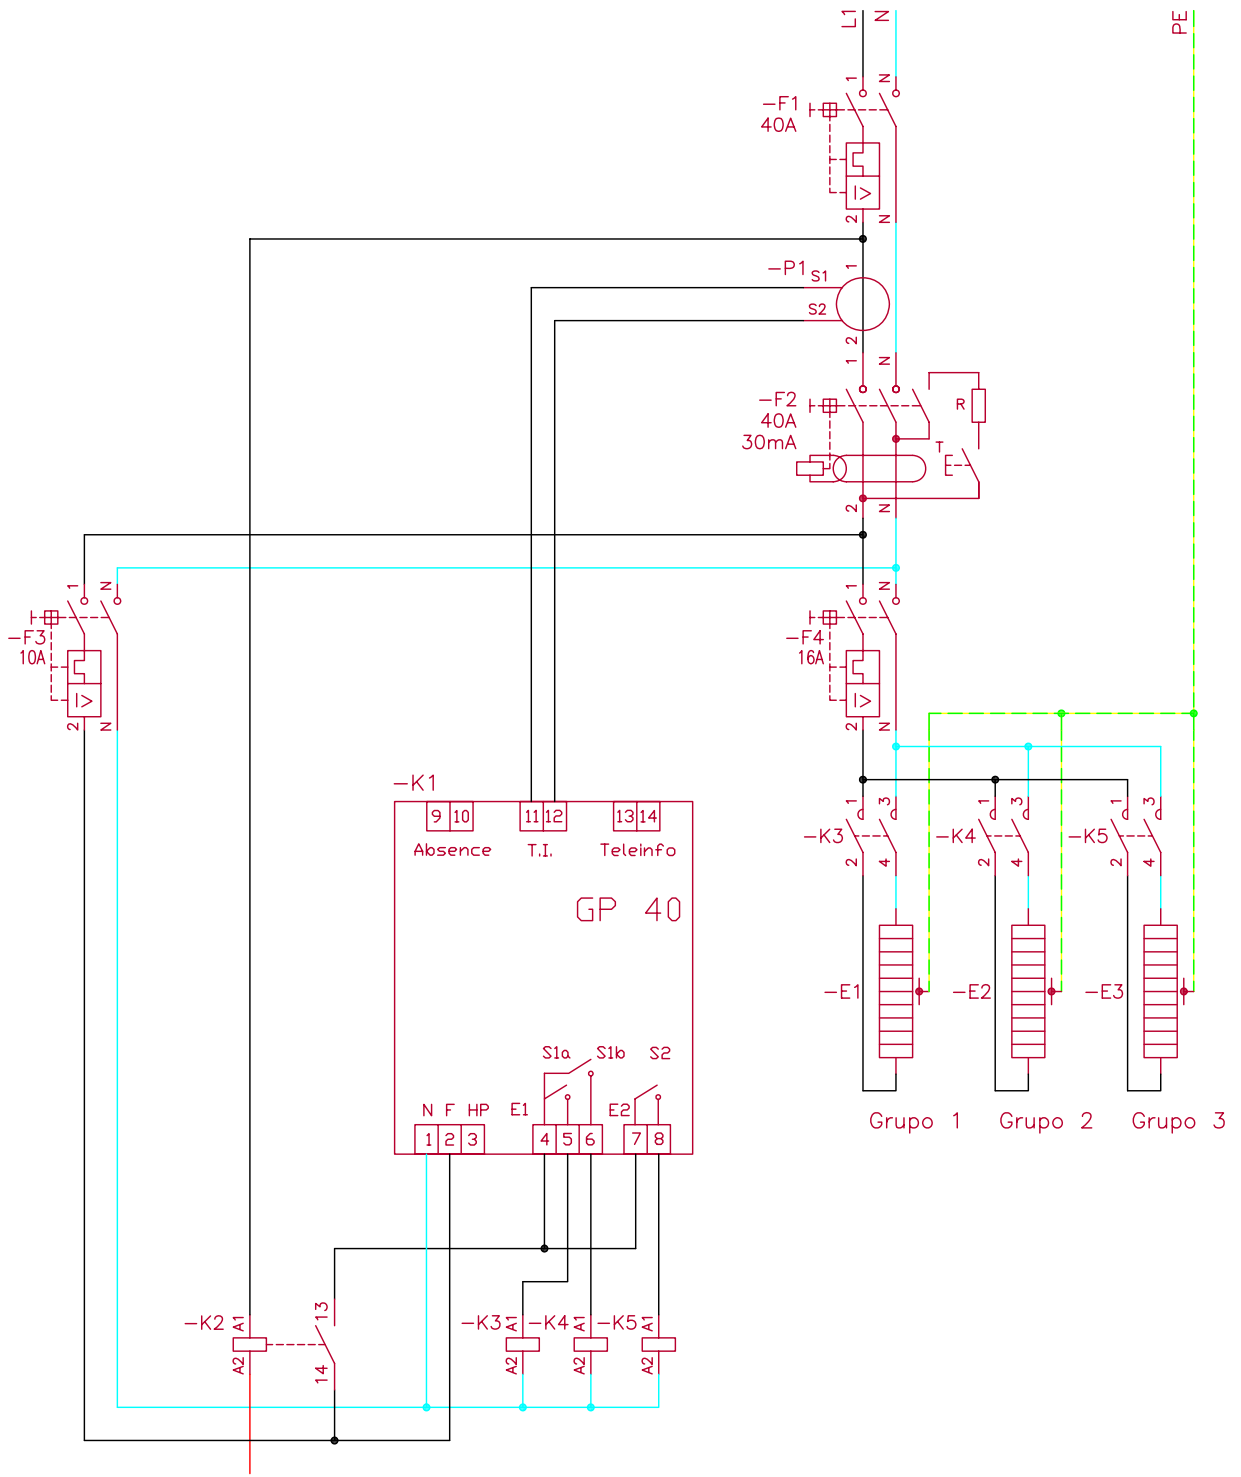 L1 N PE
1 N
-F1
40A
I>
2 N
-P1 1
S1
S2
2
1 N
-F2
40A
30mA
R
T
2 N
1 N
-F3
10A
I>
2 N
1 N
-F4
16A
I>
2 N
-K1
9 10 11 12 13 14
Absence T.I. Teleinfo
GP 40
S1a S1b S2
N F HP E1 E2
1 2 3 4 5 6 7 8
1 3 1 3 1 3
-K3 -K4 -K5
2 4 2 4 2 4
-E1 -E2 -E3
Grupo 1 Grupo 2 Grupo 3
-K2 A1 13 -K3 A1 -K4 A1 -K5 A1
A2 14 A2 A2 A2